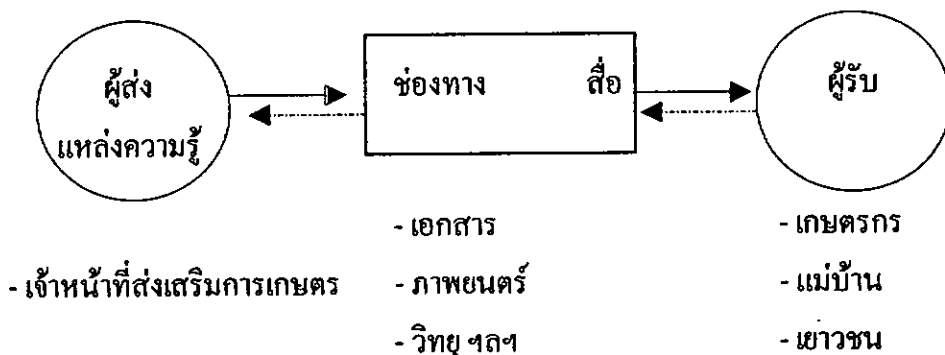 ผู้ส่ง
แหล่งความรู้
ช่องทาง สื่อ
ผู้รับ
- เจ้าหน้าที่ส่งเสริมการเกษตร
- เอกสาร
- ภาพยนตร์
- วิทยุ ฯลฯ
- เกษตรกร
- แม่บ้าน
- เยาวชน